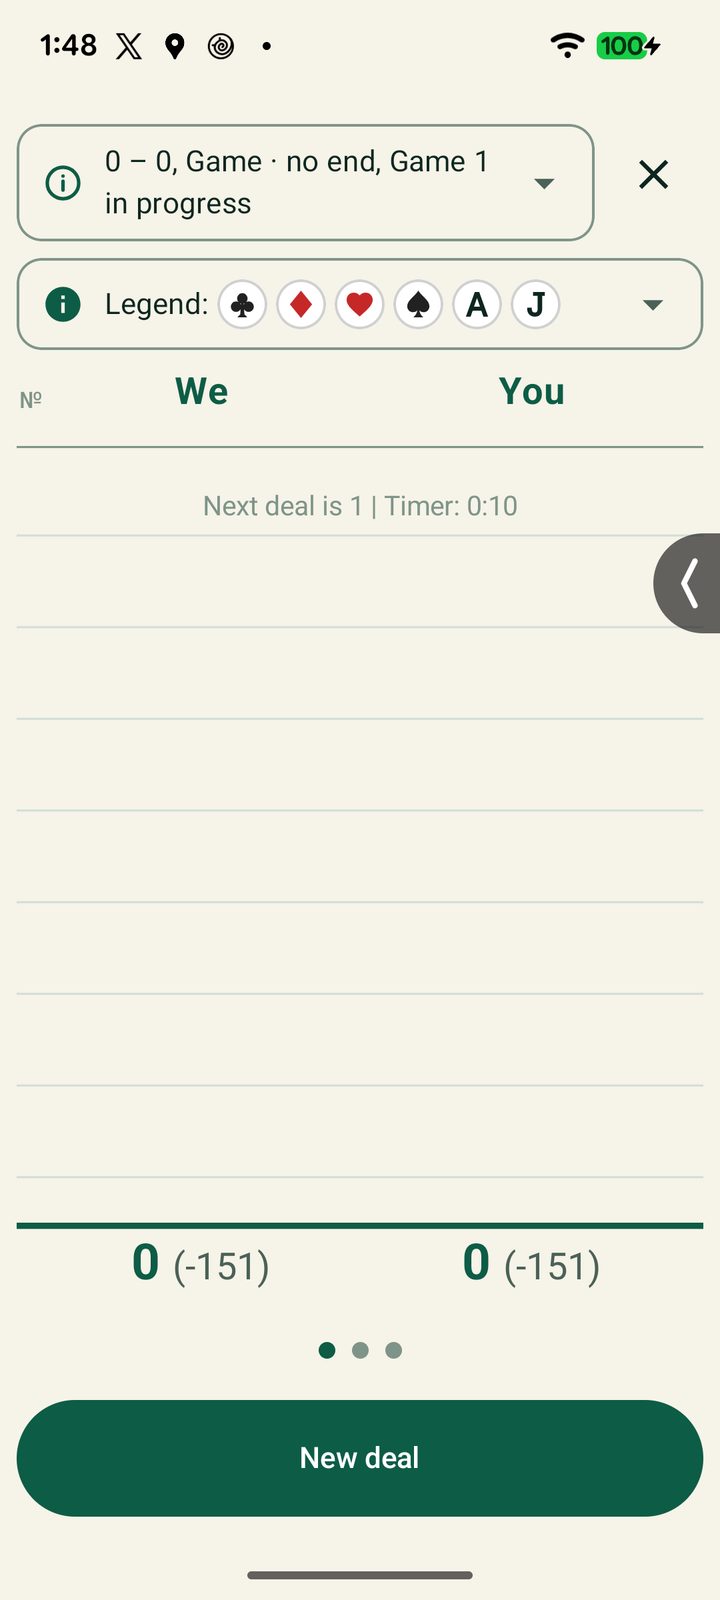 1:48
100
0 – 0, Game · no end, Game 1
in progress
Legend: ♣ ♦ ♥ ♠ A J
Nº We You
Next deal is 1 | Timer: 0:10
0 (-151) 0 (-151)
New deal